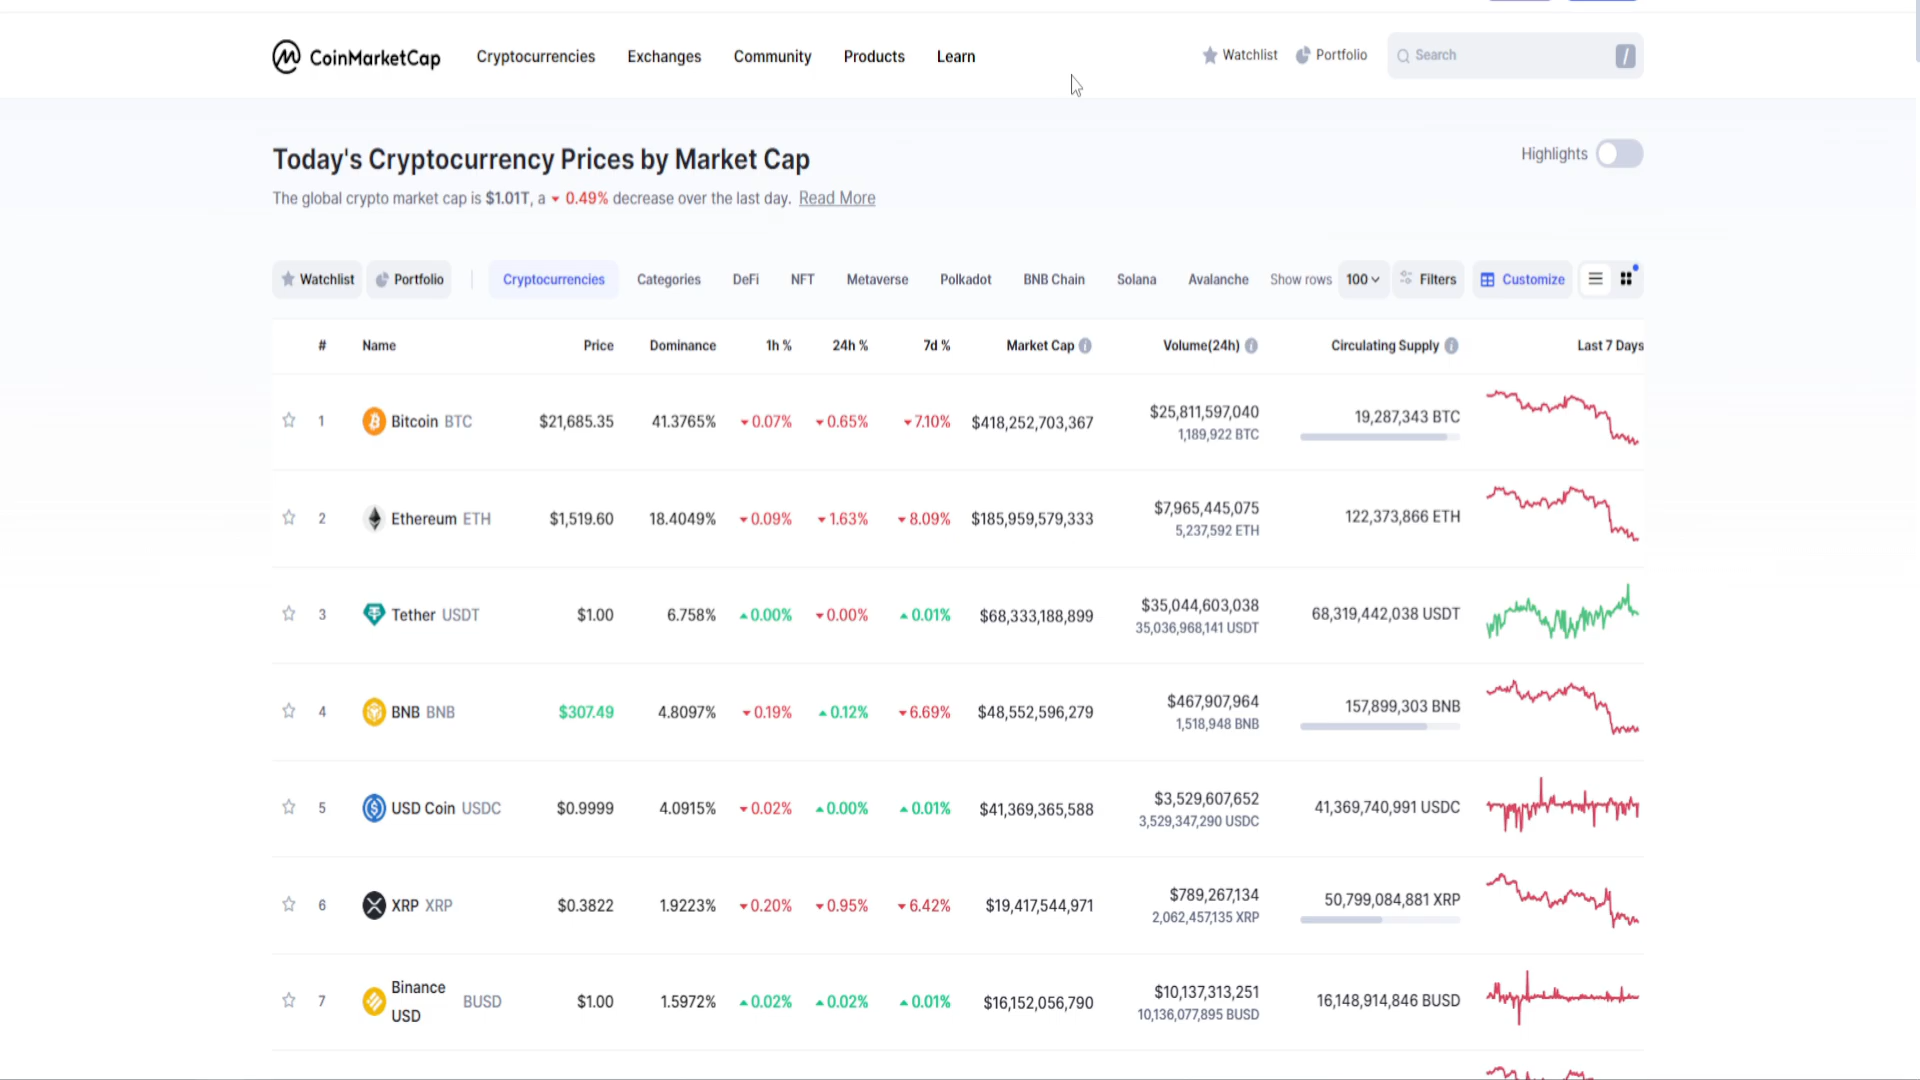 CoinMarketCap Cryptocurrencies Exchanges Community Products Learn Watchlist Portfolio Search /
Today's Cryptocurrency Prices by Market Cap Highlights
The global crypto market cap is $1.01T, a 0.49% decrease over the last day. Read More
Watchlist Portfolio Cryptocurrencies Categories DeFi NFT Metaverse Polkadot BNB Chain Solana Avalanche Show rows 100 Filters Customize
# Name Price Dominance 1h % 24h % 7d % Market Cap Volume(24h) Circulating Supply Last 7 Days
1 Bitcoin BTC $21,685.35 41.3765% 0.07% 0.65% 7.10% $418,252,703,367 $25,811,597,040 19,287,343 BTC
1,189,922 BTC
2 Ethereum ETH $1,519.60 18.4049% 0.09% 1.63% 8.09% $185,959,579,333 $7,965,445,075 122,373,866 ETH
5,237,592 ETH
3 Tether USDT $1.00 6.758% 0.00% 0.00% 0.01% $68,333,188,899 $35,044,603,038 68,319,442,038 USDT
35,036,968,141 USDT
4 BNB BNB $307.49 4.8097% 0.19% 0.12% 6.69% $48,552,596,279 $467,907,964 157,899,303 BNB
1,518,948 BNB
5 USD Coin USDC $0.9999 4.0915% 0.02% 0.00% 0.01% $41,369,365,588 $3,529,607,652 41,369,740,991 USDC
3,529,347,290 USDC
6 XRP XRP $0.3822 1.9223% 0.20% 0.95% 6.42% $19,417,544,971 $789,267,134 50,799,084,881 XRP
2,062,457,135 XRP
7 Binance USD BUSD $1.00 1.5972% 0.02% 0.02% 0.01% $16,152,056,790 $10,137,313,251 16,148,914,846 BUSD
10,136,077,895 BUSD